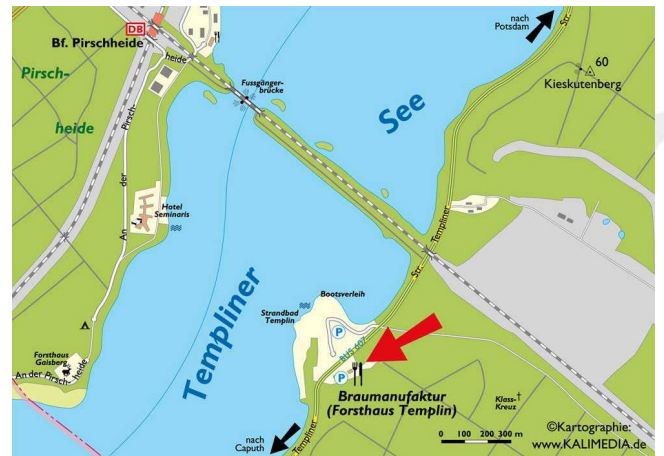 nach
Potsdam
Str.
DB
Bf. Pirschheide
heide
Pirsch-
heide
Pirsch-
der
An
Fussgänger-
brücke
See
60
Kieskutenberg
Hotel
Seminaris
Templiner
Str.
Templiner
Bootsverleih
Strandbad
Templin
P
BUS 607
P
Forsthaus
Gaisberg
An der Pirsch-
heide
Braumanufaktur
(Forsthaus Templin)
Klass-
Kreuz
nach
Caputh
Templiner
0 100 200 300 m
©Kartographie:
www.KALIMEDIA.de